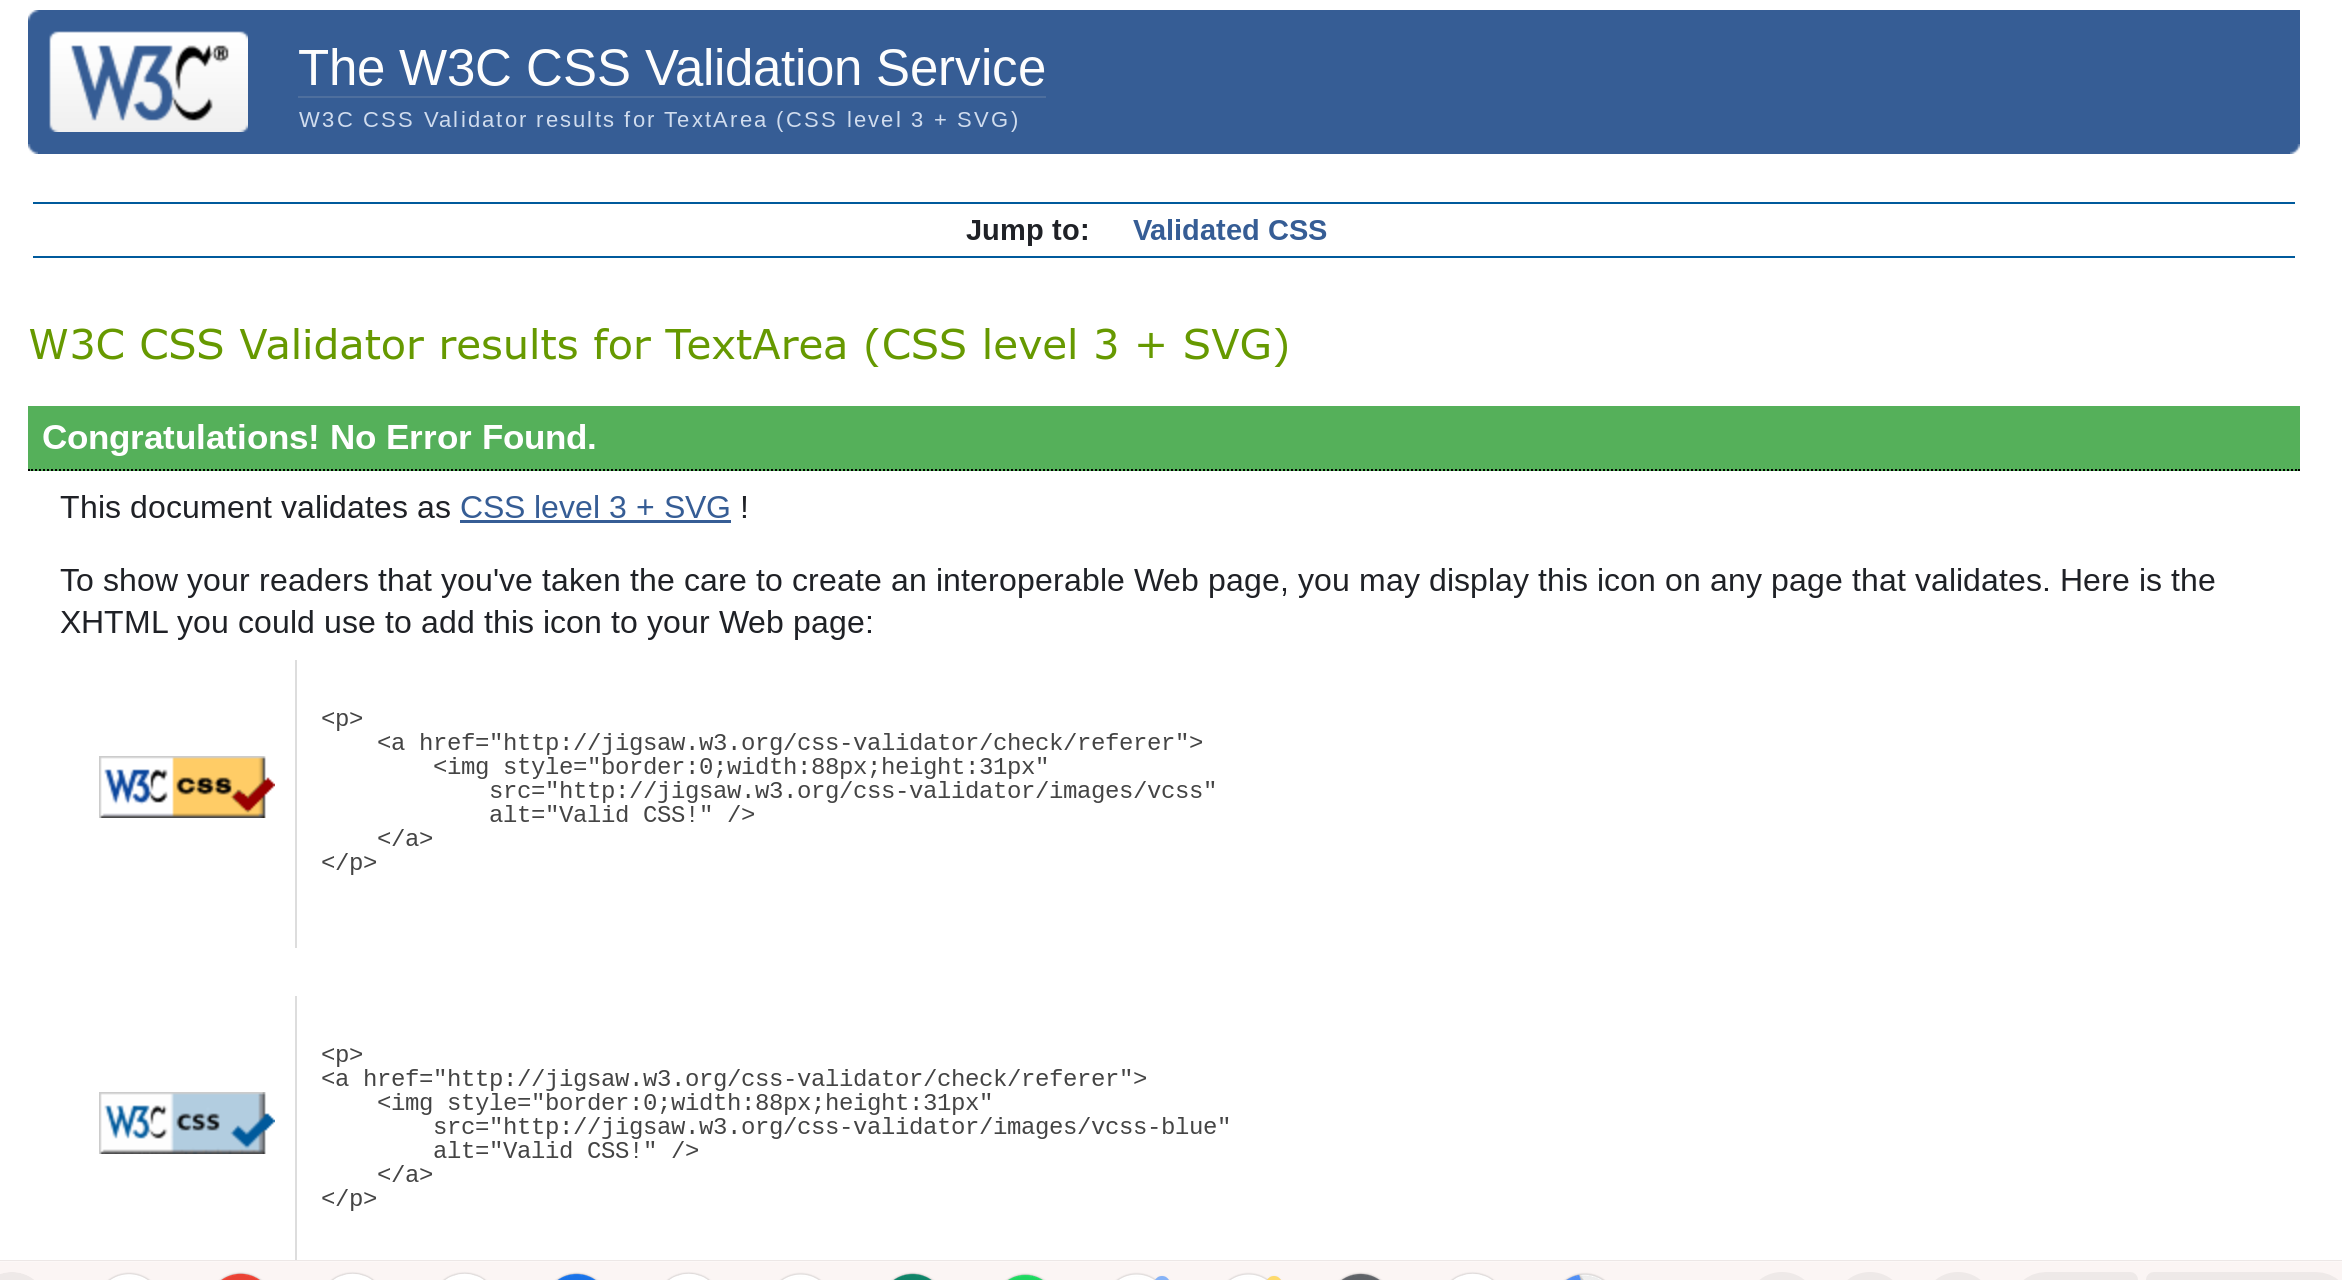 W3C®
The W3C CSS Validation Service
W3C CSS Validator results for TextArea (CSS level 3 + SVG)
Jump to: Validated CSS
W3C CSS Validator results for TextArea (CSS level 3 + SVG)
Congratulations! No Error Found.
This document validates as CSS level 3 + SVG !
To show your readers that you've taken the care to create an interoperable Web page, you may display this icon on any page that validates. Here is the
XHTML you could use to add this icon to your Web page:
W3C css
<p>
    <a href="http://jigsaw.w3.org/css-validator/check/referer">
        <img style="border:0;width:88px;height:31px"
            src="http://jigsaw.w3.org/css-validator/images/vcss"
            alt="Valid CSS!" />
    </a>
</p>
W3C css
<p>
<a href="http://jigsaw.w3.org/css-validator/check/referer">
    <img style="border:0;width:88px;height:31px"
        src="http://jigsaw.w3.org/css-validator/images/vcss-blue"
        alt="Valid CSS!" />
    </a>
</p>